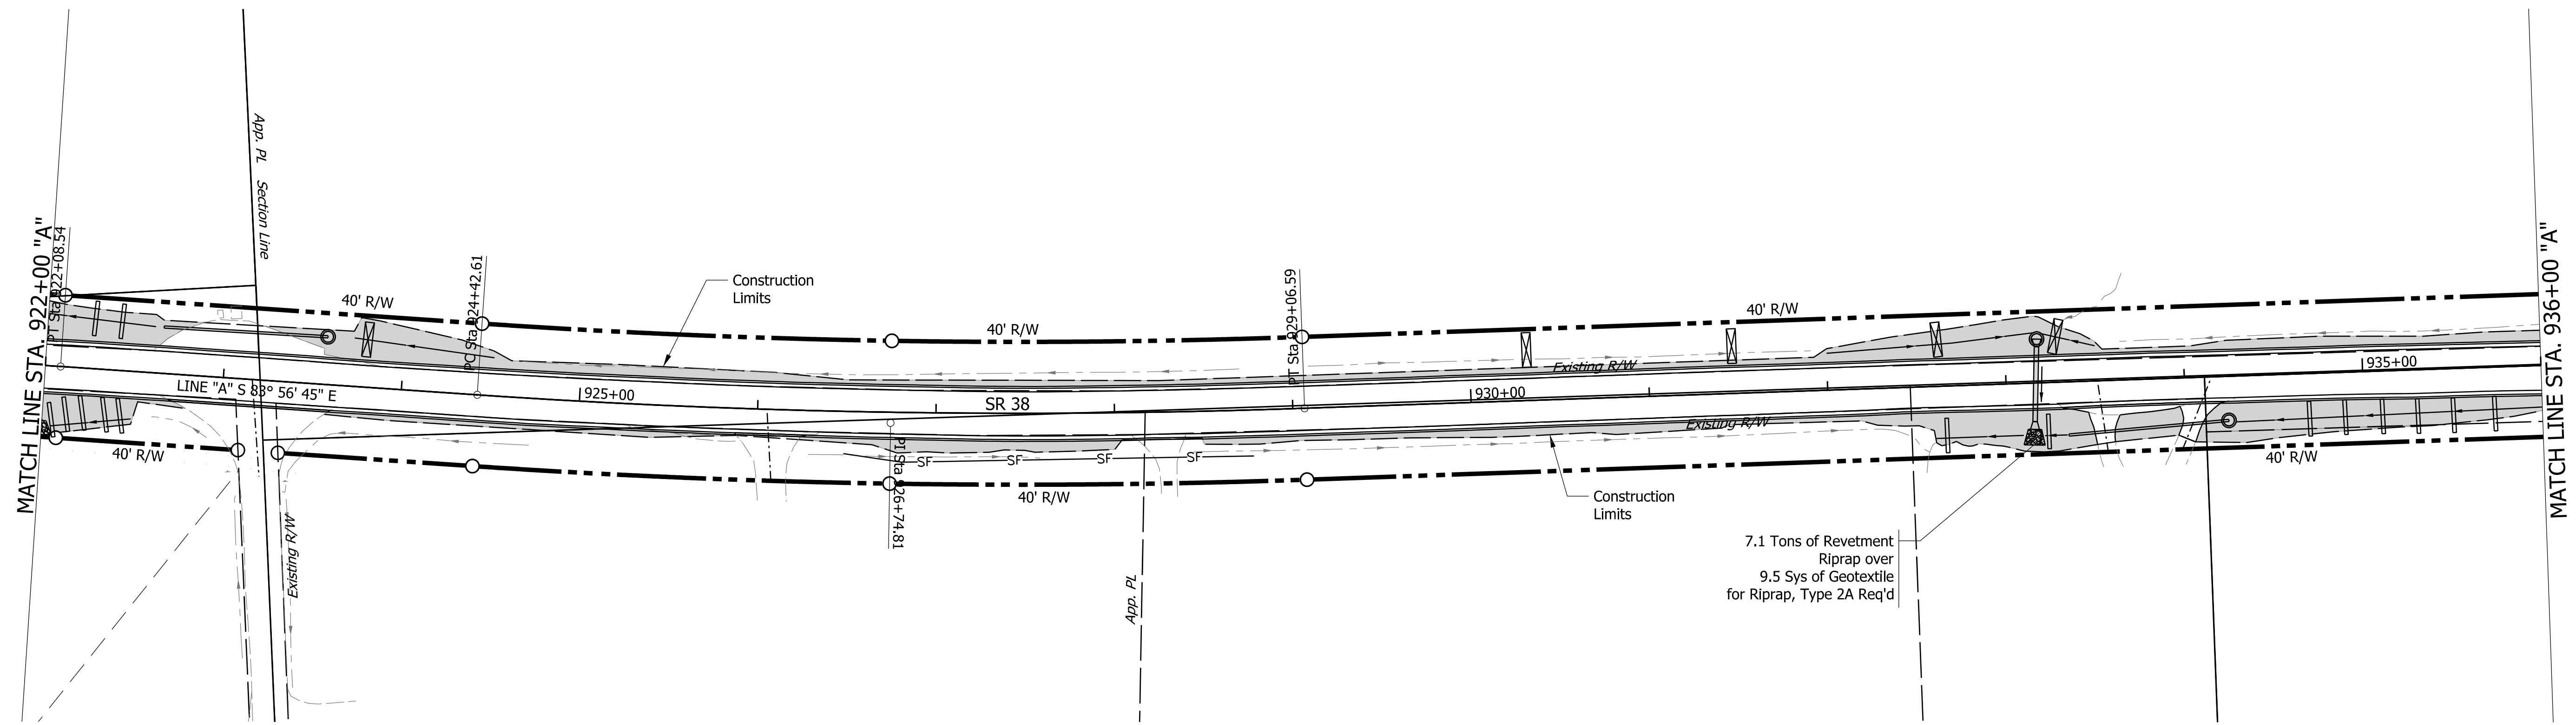 MATCH LINE STA. 922+00 "A"
PT Sta 922+08.54
App. PL
Section Line
40' R/W
PC Sta 924+42.61
Construction
Limits
40' R/W
PT Sta 929+06.59
40' R/W
MATCH LINE STA. 936+00 "A"
LINE "A" S 83° 56' 45" E
925+00
SR 38
930+00
Existing R/W
935+00
Existing R/W
40' R/W
SF
SF
SF
SF
PI Sta 926+74.81
40' R/W
40' R/W
Construction
Limits
Existing R/W
App. PL
7.1 Tons of Revetment
Riprap over
9.5 Sys of Geotextile
for Riprap, Type 2A Req'd